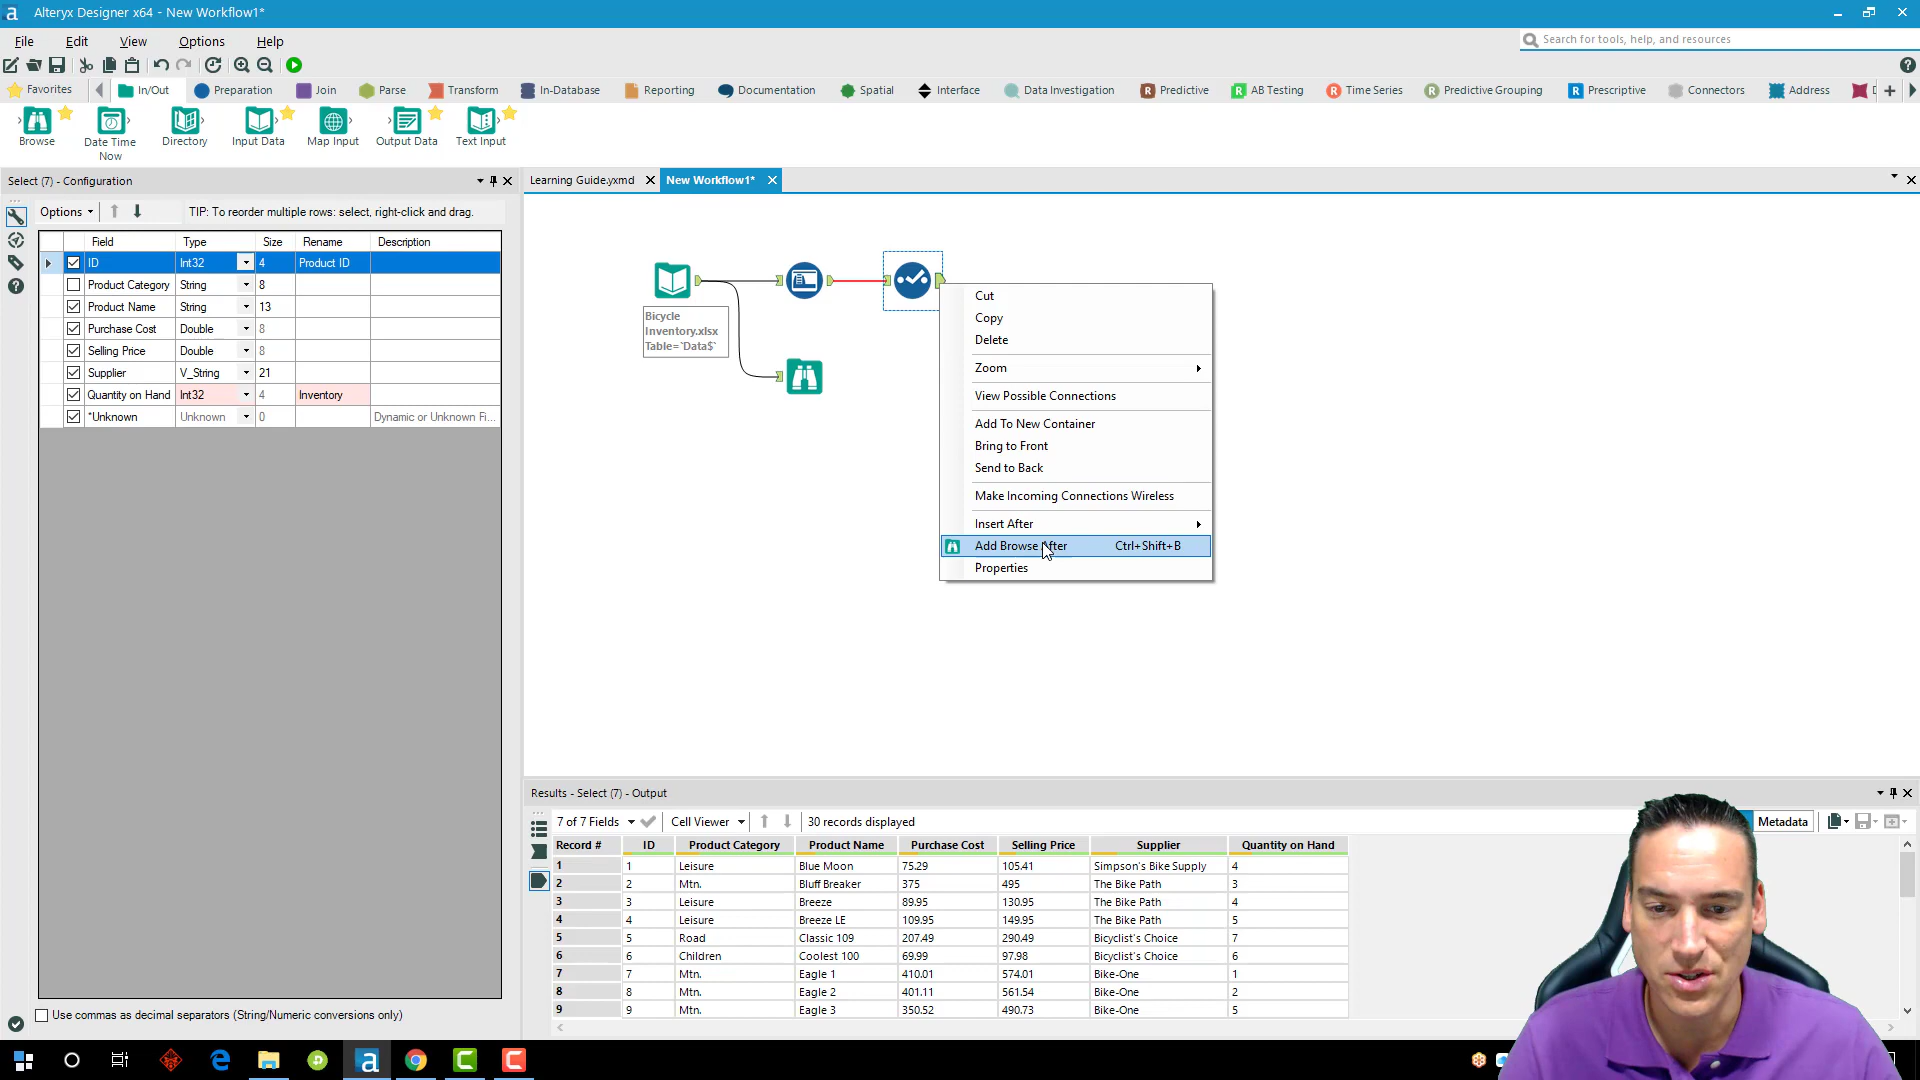 Alteryx Designer x64 - New Workflow1*
File Edit View Options Help
Search for tools, help, and resources
Favorites In/Out Preparation Join Parse Transform In-Database Reporting Documentation Spatial Interface Data Investigation Predictive AB Testing Time Series Predictive Grouping Prescriptive Connectors Address
Browse Date Time Now Directory Input Data Map Input Output Data Text Input
Select (7) - Configuration
Learning Guide.yxmd New Workflow1*
Options TIP: To reorder multiple rows: select, right-click and drag.
Field Type Size Rename Description
ID Int32 4 Product ID
Product Category String 8
Product Name String 13
Purchase Cost Double 8
Selling Price Double 8
Supplier V_String 21
Quantity on Hand Int32 4 Inventory
*Unknown Unknown 0 Dynamic or Unknown Fi...
Use commas as decimal separators (String/Numeric conversions only)
Bicycle
Inventory.xlsx
Table=`Data$`
Cut
Copy
Delete
Zoom
View Possible Connections
Add To New Container
Bring to Front
Send to Back
Make Incoming Connections Wireless
Insert After
Add Browse After Ctrl+Shift+B
Properties
Results - Select (7) - Output
7 of 7 Fields Cell Viewer 30 records displayed Metadata
Record # ID Product Category Product Name Purchase Cost Selling Price Supplier Quantity on Hand
1 1 Leisure Blue Moon 75.29 105.41 Simpson's Bike Supply 4
2 2 Mtn. Bluff Breaker 375 495 The Bike Path 3
3 3 Leisure Breeze 89.95 130.95 The Bike Path 4
4 4 Leisure Breeze LE 109.95 149.95 The Bike Path 5
5 5 Road Classic 109 207.49 290.49 Bicyclist's Choice 7
6 6 Children Coolest 100 69.99 97.98 Bicyclist's Choice 6
7 7 Mtn. Eagle 1 410.01 574.01 Bike-One 1
8 8 Mtn. Eagle 2 401.11 561.54 Bike-One 2
9 9 Mtn. Eagle 3 350.52 490.73 Bike-One 5